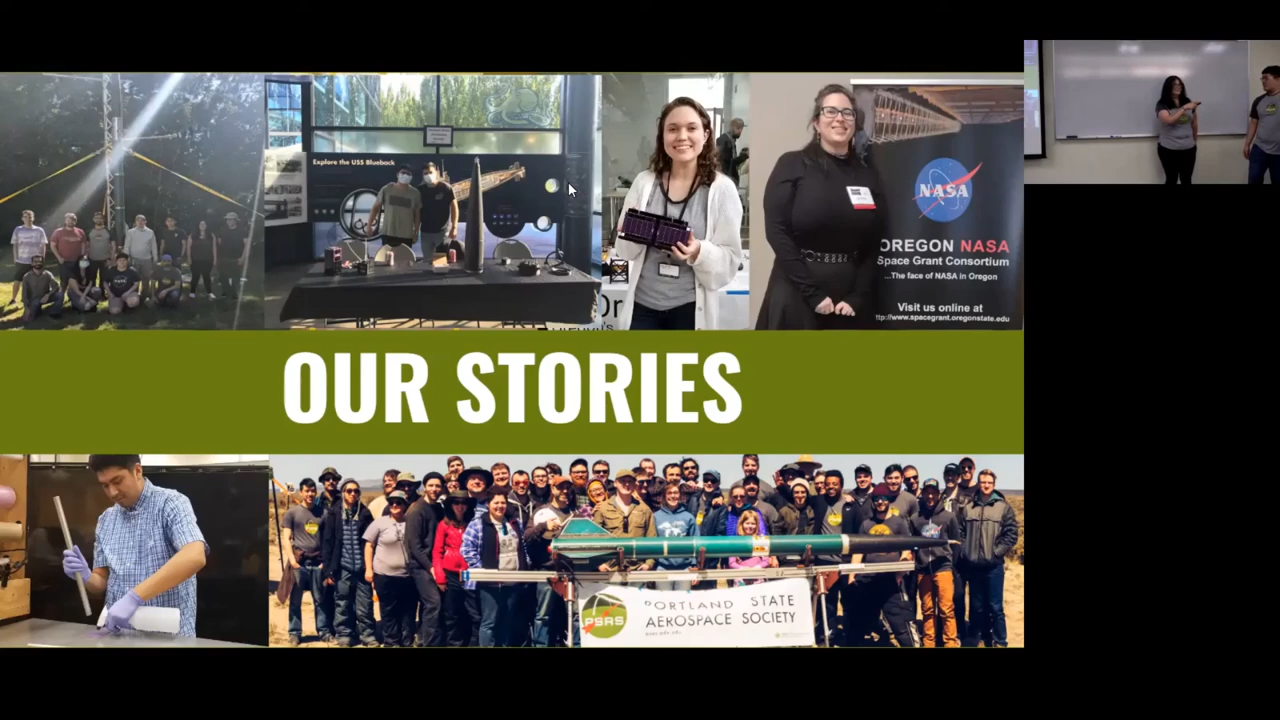 Explore the USS Blueback
NASA
OREGON NASA
Space Grant Consortium
...The face of NASA in Oregon
Visit us online at
ttp://www.spacegrant.oregonstate.edu
OUR STORIES
PSAS
PORTLAND STATE
AEROSPACE SOCIETY